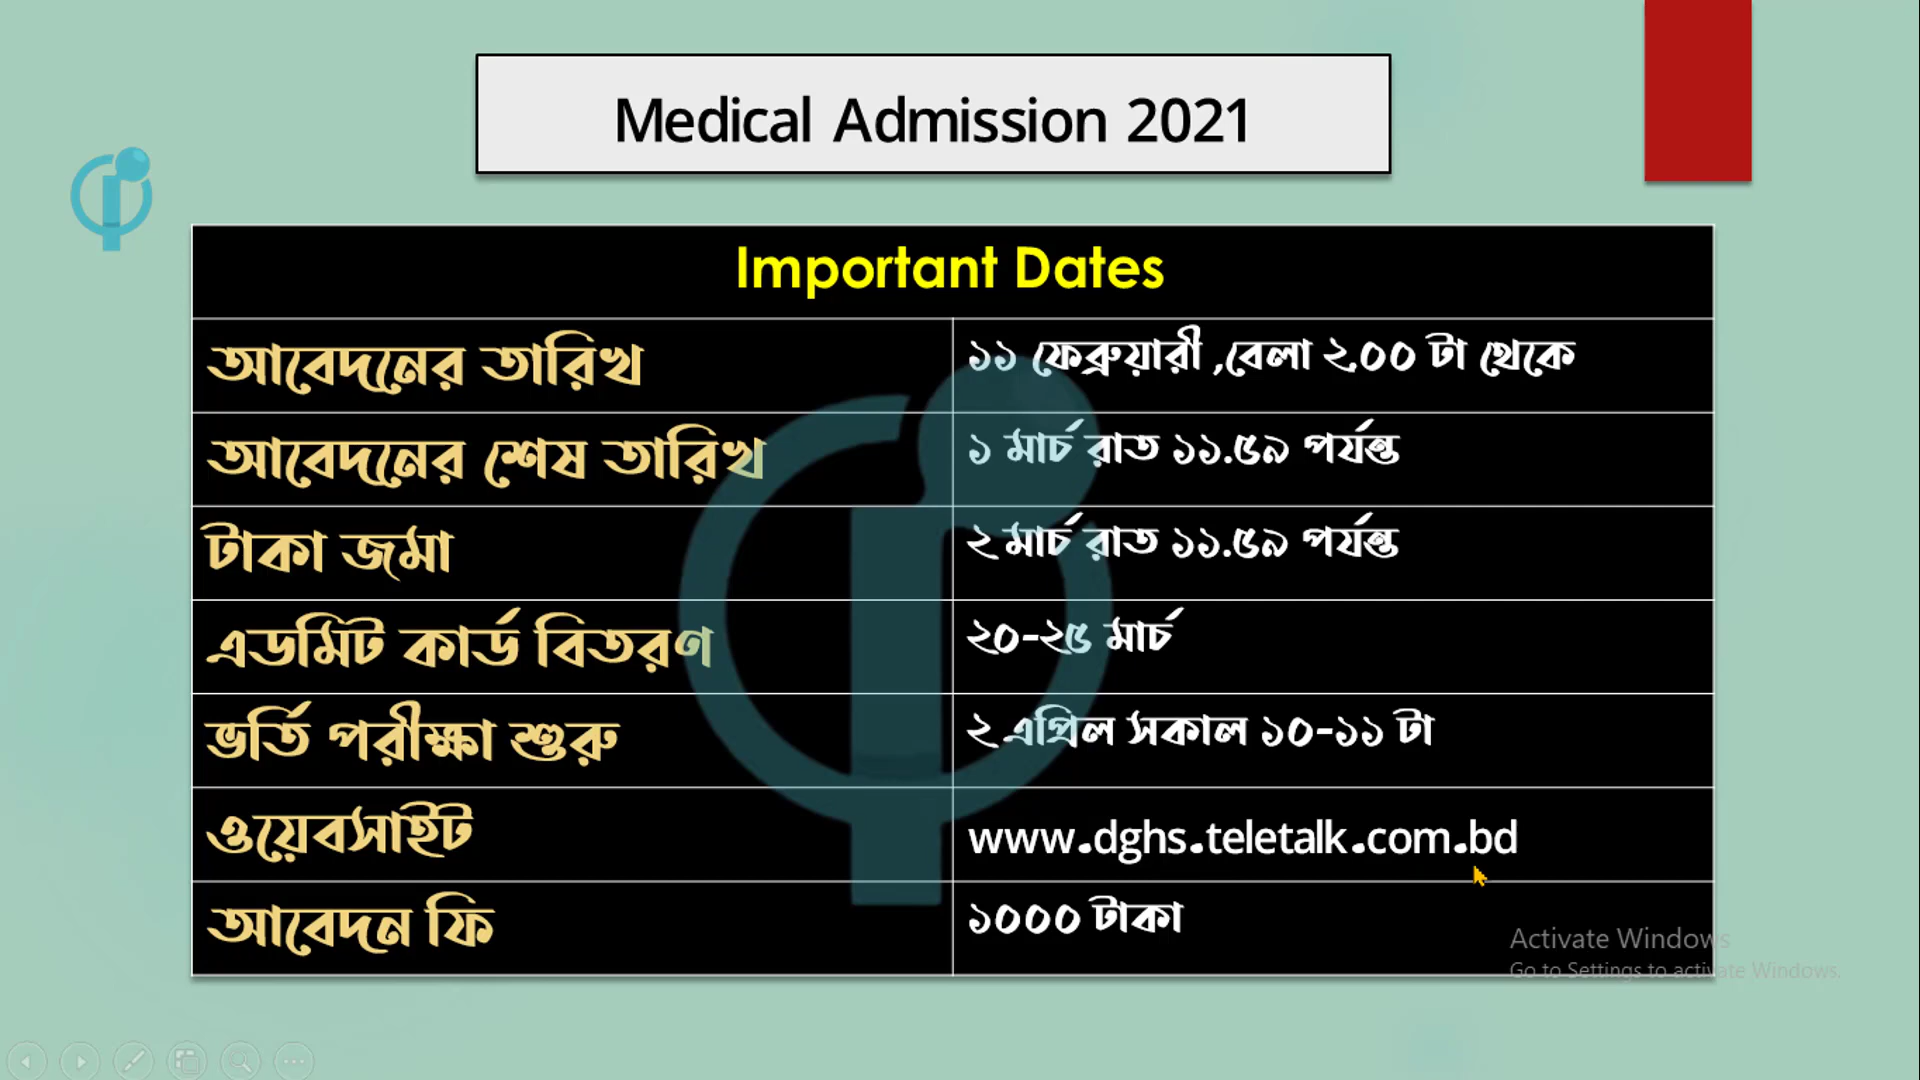 Medical Admission 2021
Important Dates
আবেদনের তারিখ
১১ ফেব্রুয়ারী ,বেলা ২.০০ টা থেকে
আবেদনের শেষ তারিখ
১ মার্চ রাত ১১.৫৯ পর্যন্ত
টাকা জমা
২ মার্চ রাত ১১.৫৯ পর্যন্ত
এডমিট কার্ড বিতরণ
২০-২৫ মার্চ
ভর্তি পরীক্ষা শুরু
২ এপ্রিল সকাল ১০-১১ টা
ওয়েবসাইট
www.dghs.teletalk.com.bd
আবেদন ফি
১০০০ টাকা
Activate Windows
Go to Settings to activate Windows.